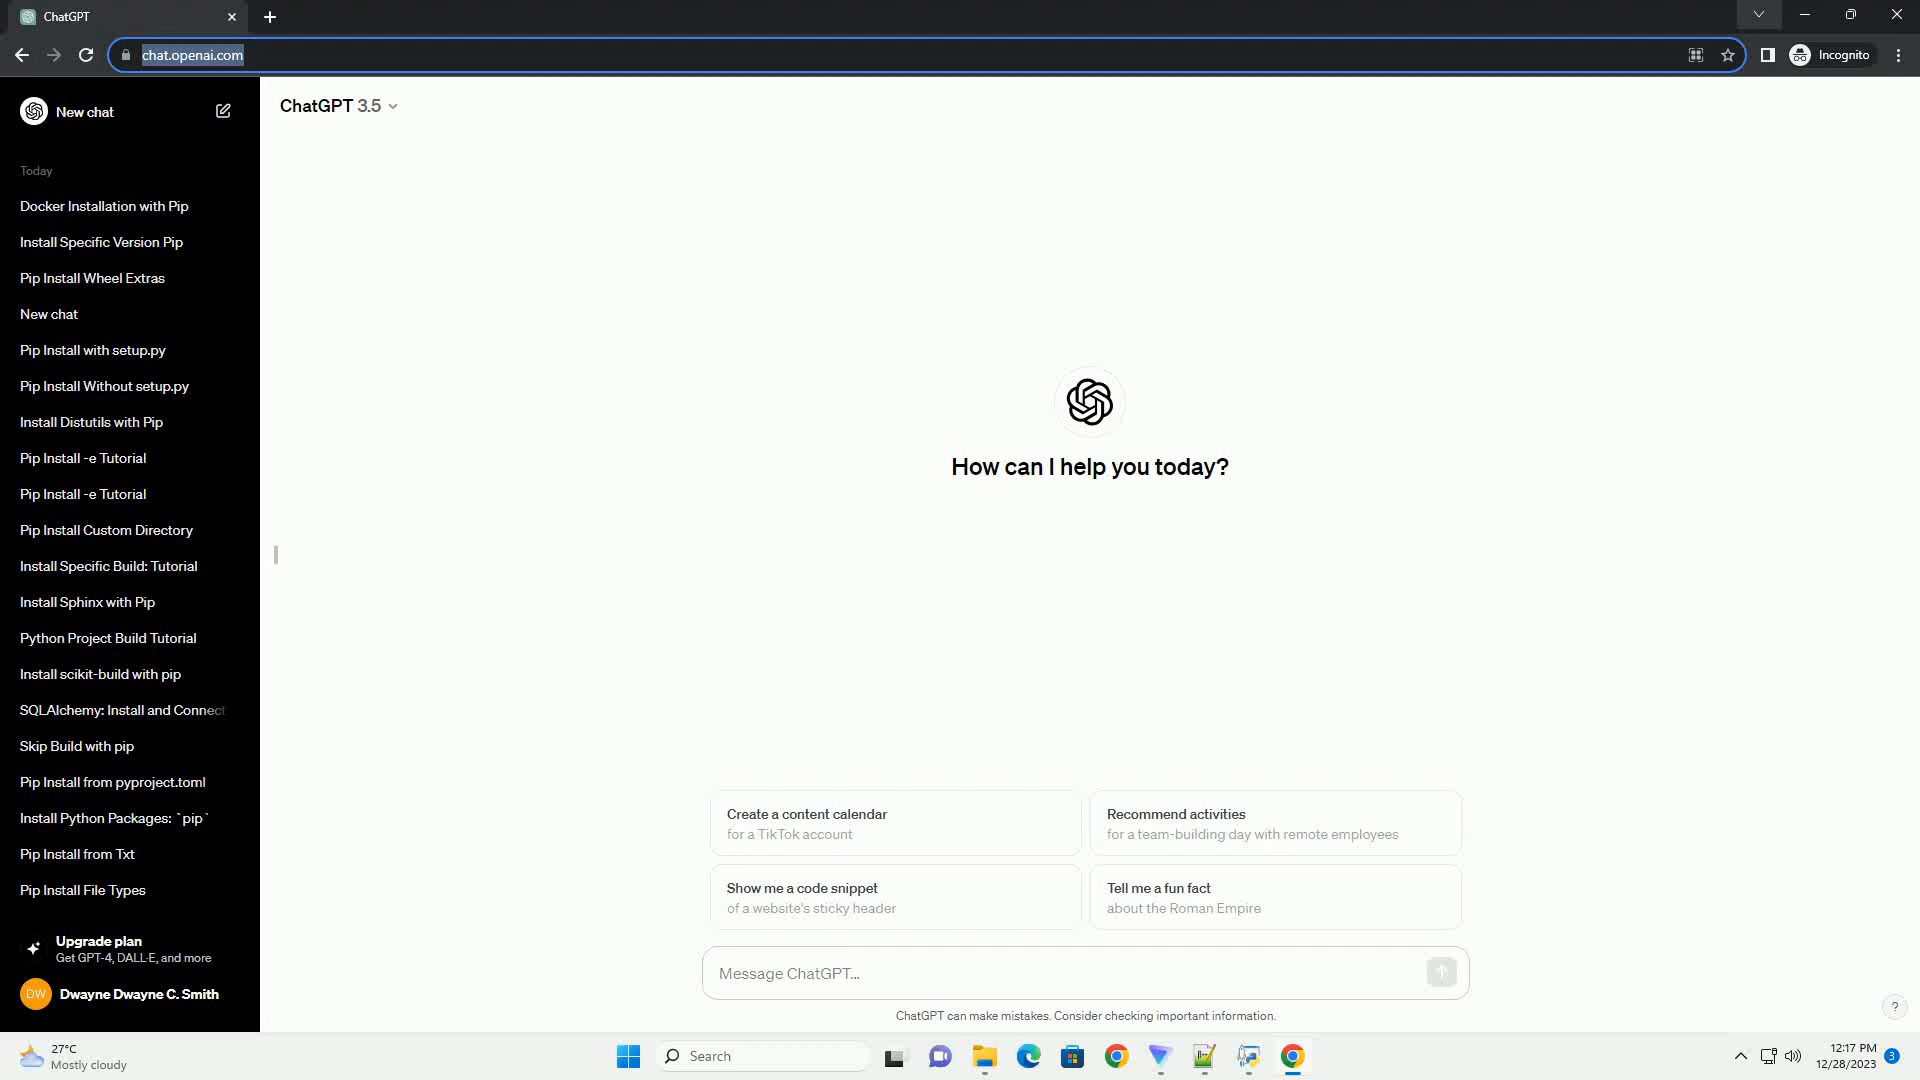 ChatGPT
chat.openai.com
Incognito
New chat
ChatGPT 3.5
Today
Docker Installation with Pip
Install Specific Version Pip
Pip Install Wheel Extras
New chat
Pip Install with setup.py
Pip Install Without setup.py
Install Distutils with Pip
Pip Install -e Tutorial
Pip Install -e Tutorial
Pip Install Custom Directory
Install Specific Build: Tutorial
Install Sphinx with Pip
Python Project Build Tutorial
Install scikit-build with pip
SQLAlchemy: Install and Connect
Skip Build with pip
Pip Install from pyproject.toml
Install Python Packages: `pip`
Pip Install from Txt
Pip Install File Types
Upgrade plan
Get GPT-4, DALL·E, and more
DW
Dwayne Dwayne C. Smith
How can I help you today?
Create a content calendar
for a TikTok account
Recommend activities
for a team-building day with remote employees
Show me a code snippet
of a website's sticky header
Tell me a fun fact
about the Roman Empire
Message ChatGPT...
ChatGPT can make mistakes. Consider checking important information.
?
27°C
Mostly cloudy
Search
12:17 PM
12/28/2023
3